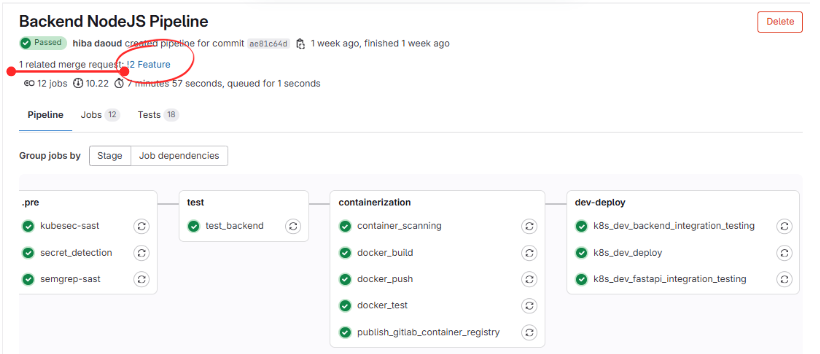 Backend NodeJS Pipeline
Delete
Passed hiba daoud created pipeline for commit ae81c64d 1 week ago, finished 1 week ago
1 related merge request: !2 Feature
12 jobs 10.22 7 minutes 57 seconds, queued for 1 seconds
Pipeline Jobs 12 Tests 18
Group jobs by Stage Job dependencies
.pre
kubesec-sast
secret_detection
semgrep-sast
test
test_backend
containerization
container_scanning
docker_build
docker_push
docker_test
publish_gitlab_container_registry
dev-deploy
k8s_dev_backend_integration_testing
k8s_dev_deploy
k8s_dev_fastapi_integration_testing